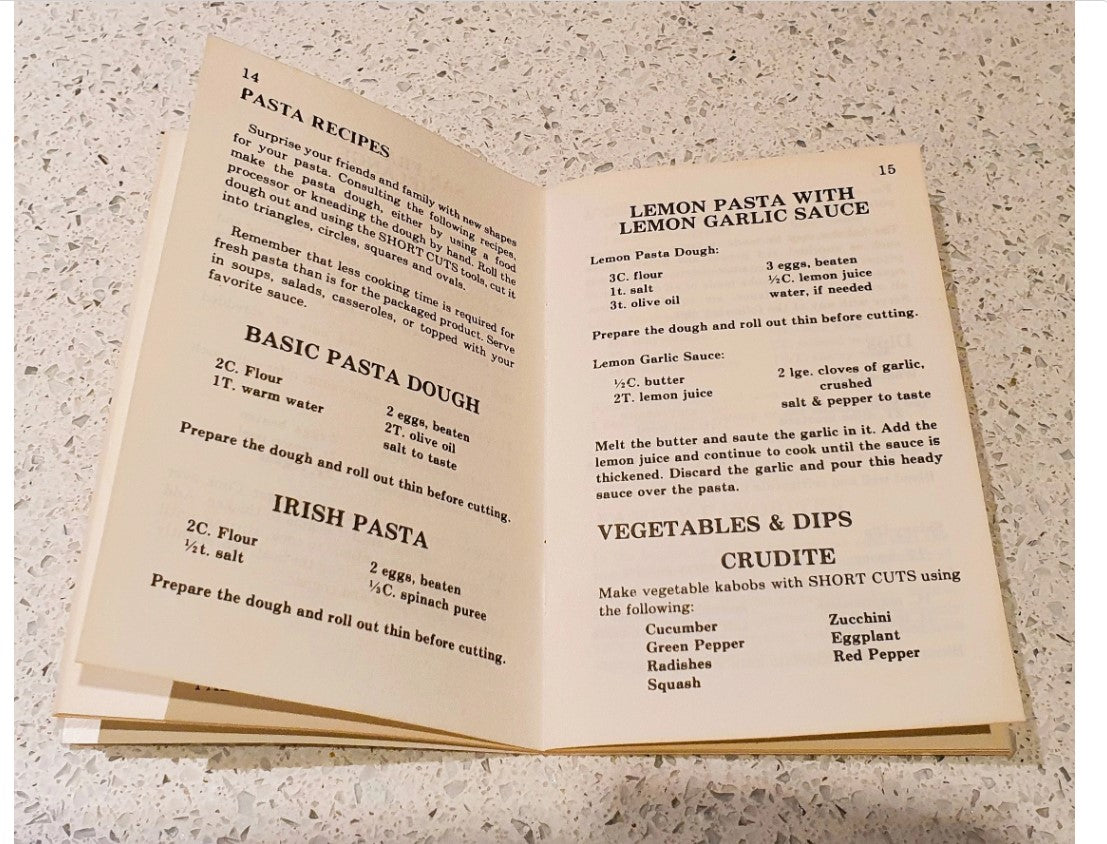 14
PASTA RECIPES
Surprise your friends and family with new shapes
for your pasta. Consulting the following recipes,
make the pasta dough, either by using a food
processor or kneading the dough by hand. Roll the
dough out and using the SHORT CUTS tools, cut it
into triangles, circles, squares and ovals.
Remember that less cooking time is required for
fresh pasta than is for the packaged product. Serve
in soups, salads, casseroles, or topped with your
favorite sauce.
BASIC PASTA DOUGH
2C. Flour
1T. warm water
2 eggs, beaten
2T. olive oil
salt to taste
Prepare the dough and roll out thin before cutting.
IRISH PASTA
2C. Flour
½t. salt
2 eggs, beaten
⅓C. spinach puree
Prepare the dough and roll out thin before cutting.
15
LEMON PASTA WITH
LEMON GARLIC SAUCE
Lemon Pasta Dough:
3C. flour
1t. salt
3t. olive oil
3 eggs, beaten
½C. lemon juice
water, if needed
Prepare the dough and roll out thin before cutting.
Lemon Garlic Sauce:
½C. butter
2T. lemon juice
2 lge. cloves of garlic,
crushed
salt & pepper to taste
Melt the butter and saute the garlic in it. Add the
lemon juice and continue to cook until the sauce is
thickened. Discard the garlic and pour this heady
sauce over the pasta.
VEGETABLES & DIPS
CRUDITE
Make vegetable kabobs with SHORT CUTS using
the following:
Cucumber
Green Pepper
Radishes
Squash
Zucchini
Eggplant
Red Pepper